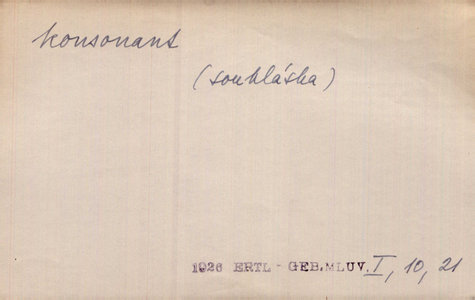 konsonant
(souhláska)
1926 ERTL - GEB.MLUV. I, 10, 21